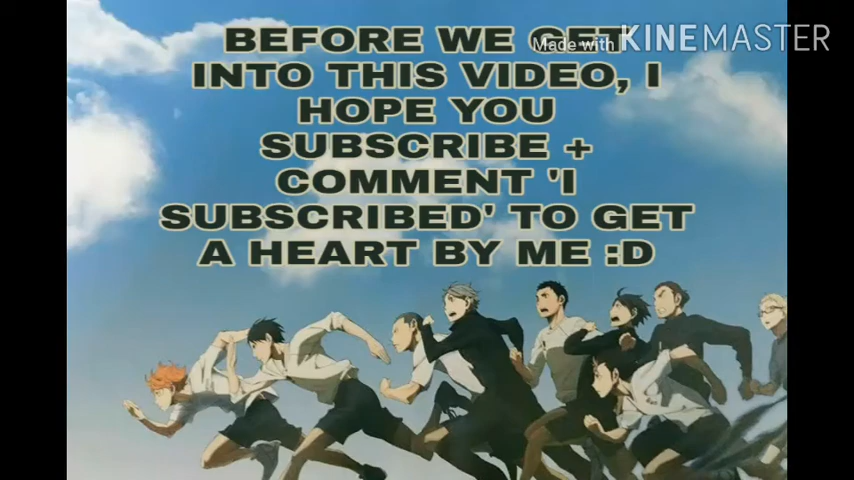 BEFORE WE GET
Made with KINEMASTER
INTO THIS VIDEO, I
HOPE YOU
SUBSCRIBE +
COMMENT 'I
SUBSCRIBED' TO GET
A HEART BY ME :D